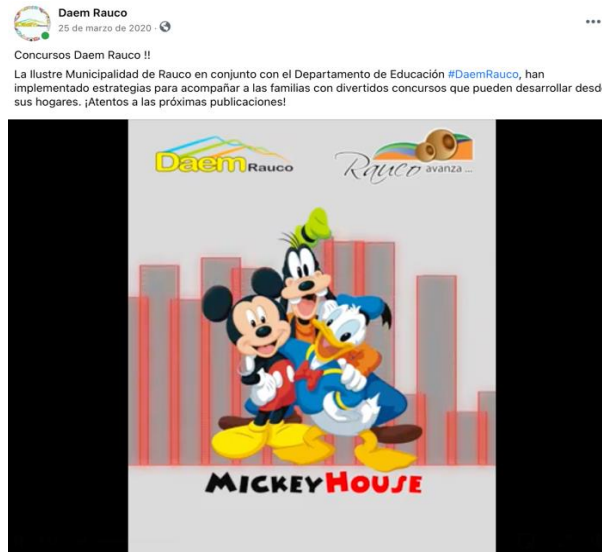 Daem Rauco
25 de marzo de 2020 ·
Concursos Daem Rauco !!
La Ilustre Municipalidad de Rauco en conjunto con el Departamento de Educación #DaemRauco, han
implementado estrategias para acompañar a las familias con divertidos concursos que pueden desarrollar desd
sus hogares. ¡Atentos a las próximas publicaciones!
Daem Rauco
Rauco avanza ...
MICKEY HOUSE